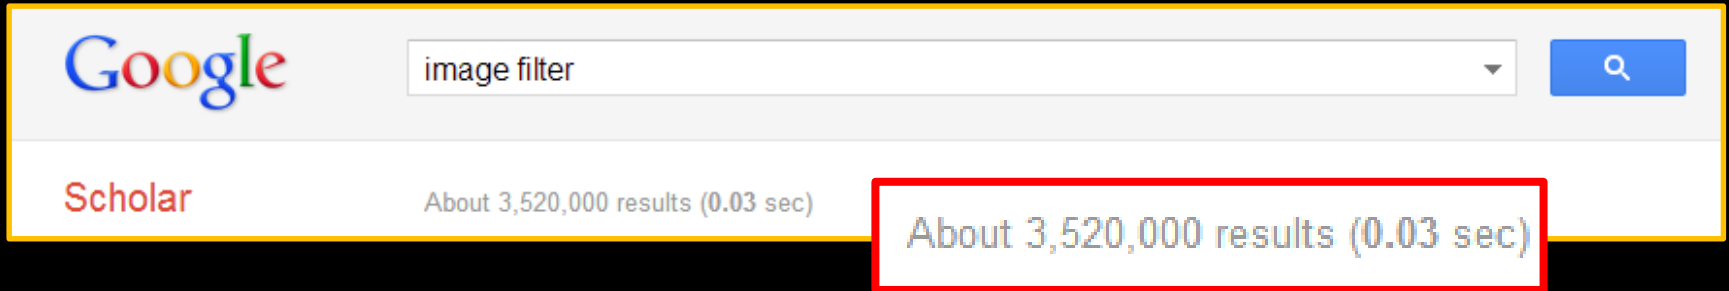 Google
image filter
Scholar
About 3,520,000 results (0.03 sec)
About 3,520,000 results (0.03 sec)